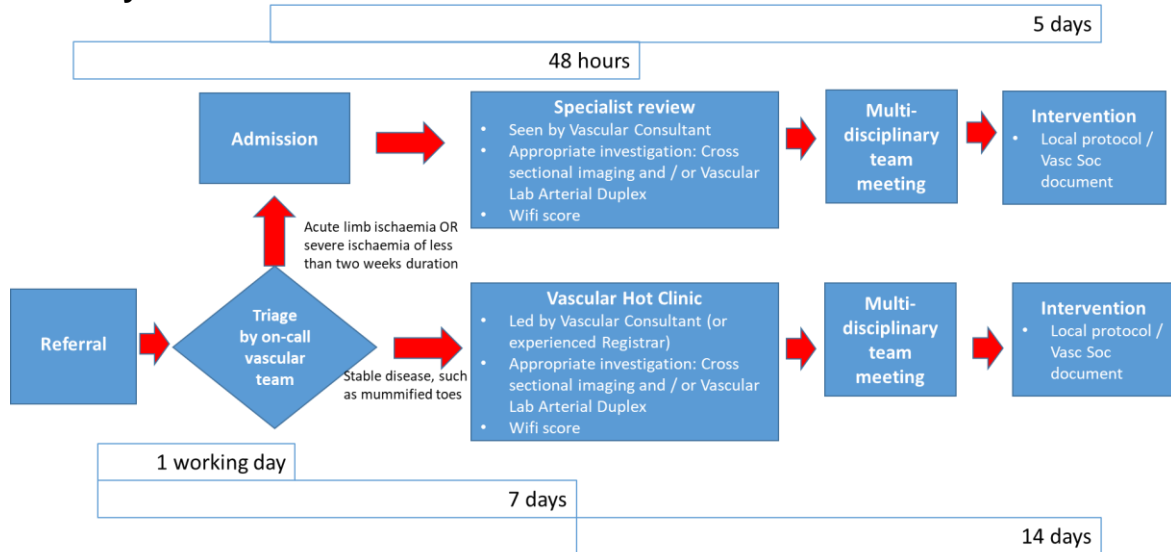 5 days
48 hours
Admission
Specialist review
• Seen by Vascular Consultant
• Appropriate investigation: Cross
sectional imaging and / or Vascular
Lab Arterial Duplex
• Wifi score
Multi-
disciplinary
team
meeting
Intervention
• Local protocol /
Vasc Soc
document
Acute limb ischaemia OR
severe ischaemia of less
than two weeks duration
Referral
Triage
by on-call
vascular
team
Stable disease, such
as mummified toes
Vascular Hot Clinic
• Led by Vascular Consultant (or
experienced Registrar)
• Appropriate investigation: Cross
sectional imaging and / or Vascular
Lab Arterial Duplex
• Wifi score
Multi-
disciplinary
team
meeting
Intervention
• Local protocol /
Vasc Soc
document
1 working day
7 days
14 days